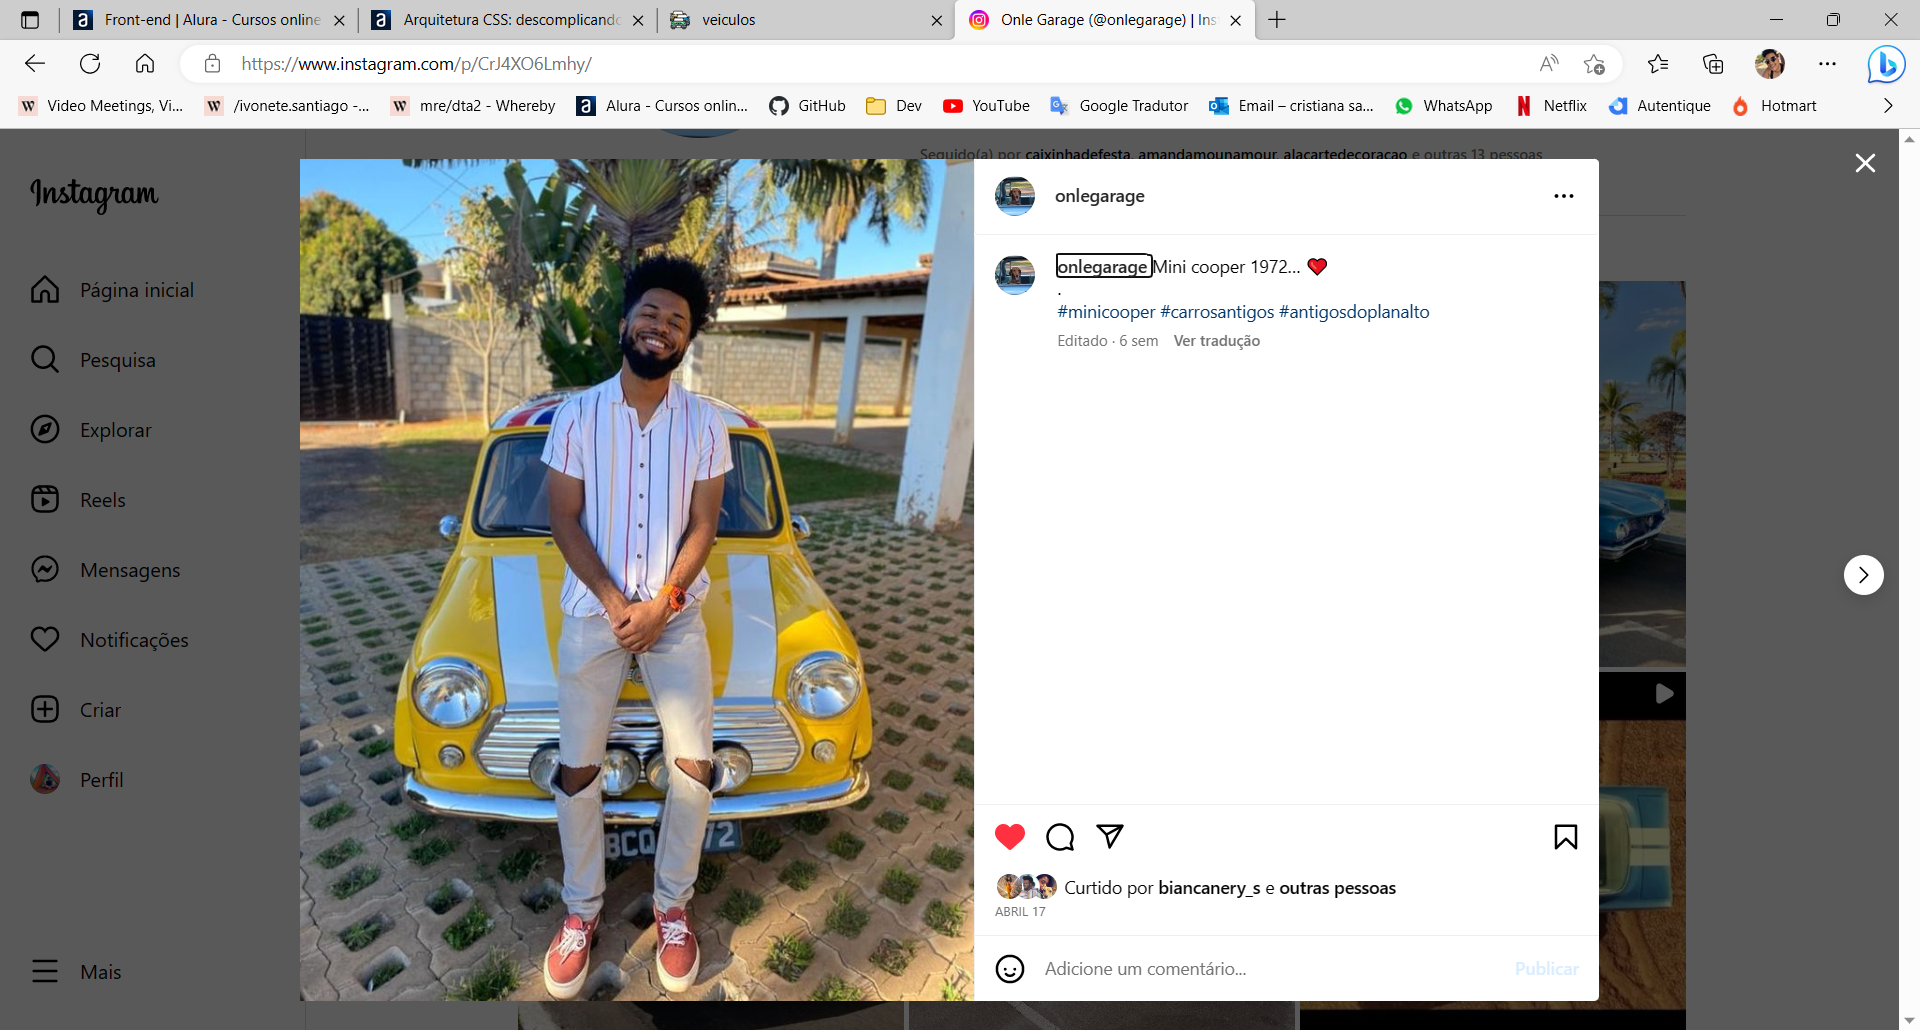 Front-end | Alura - Cursos online
Arquitetura CSS: descomplicando
veiculos
Onle Garage (@onlegarage) | Ins
https://www.instagram.com/p/CrJ4XO6Lmhy/
Video Meetings, Vi...
/ivonete.santiago -...
mre/dta2 - Whereby
Alura - Cursos onlin...
GitHub
Dev
YouTube
Google Tradutor
Email – cristiana sa...
WhatsApp
Netflix
Autentique
Hotmart
Seguido(a) por caixinhadefesta, amandamounamour, alacartedecoracao e outras 13 pessoas
Instagram
Página inicial
Pesquisa
Explorar
Reels
Mensagens
Notificações
Criar
Perfil
Mais
BCQ 72
onlegarage
onlegarage Mini cooper 1972... ❤️
.
#minicooper #carrosantigos #antigosdoplanalto
Editado · 6 sem Ver tradução
Curtido por biancanery_s e outras pessoas
ABRIL 17
Adicione um comentário...
Publicar